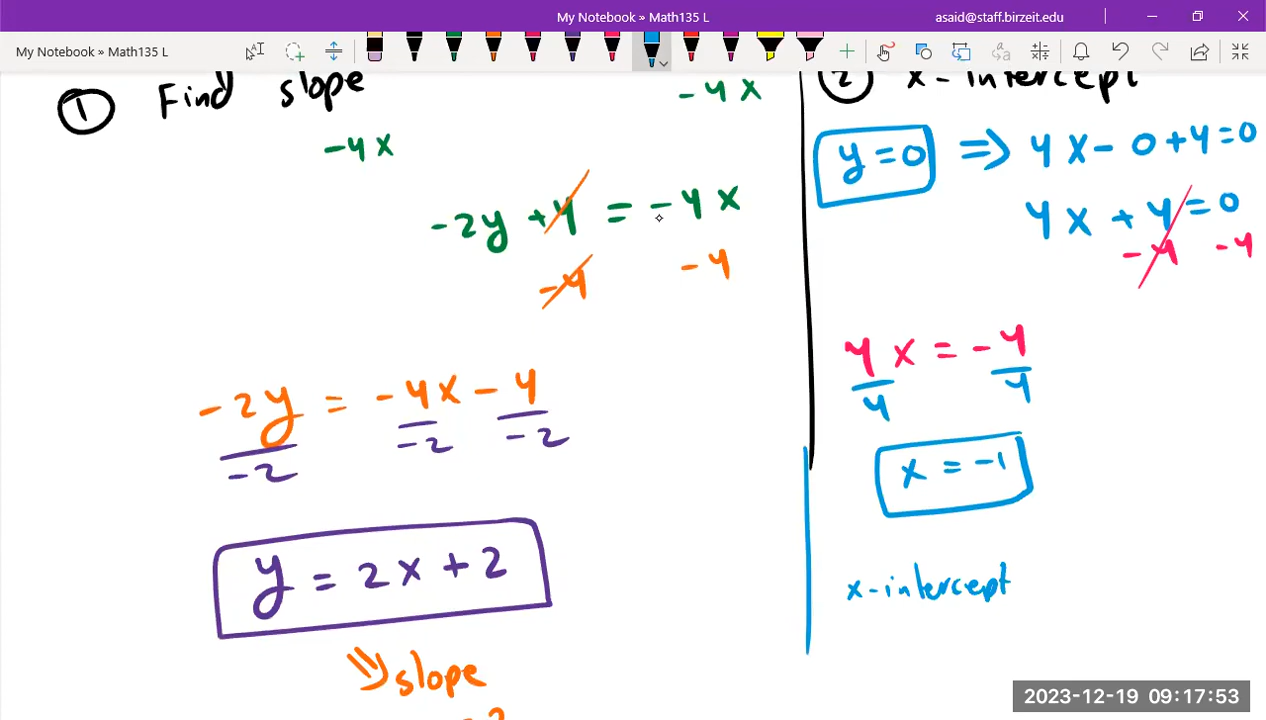 My Notebook » Math135 L
asaid@staff.birzeit.edu
My Notebook » Math135 L
① Find slope
-4x
-4x
-2y +4 = -4x
-4 -4
-2y = -4x - 4
-2 -2 -2
y = 2x + 2
⇒ slope
② x-intercept
y = 0 ⇒ 4x - 0 + 4 = 0
4x + 4 = 0
-4 -4
4x = -4
4 4
x = -1
x-intercept
2023-12-19 09:17:53